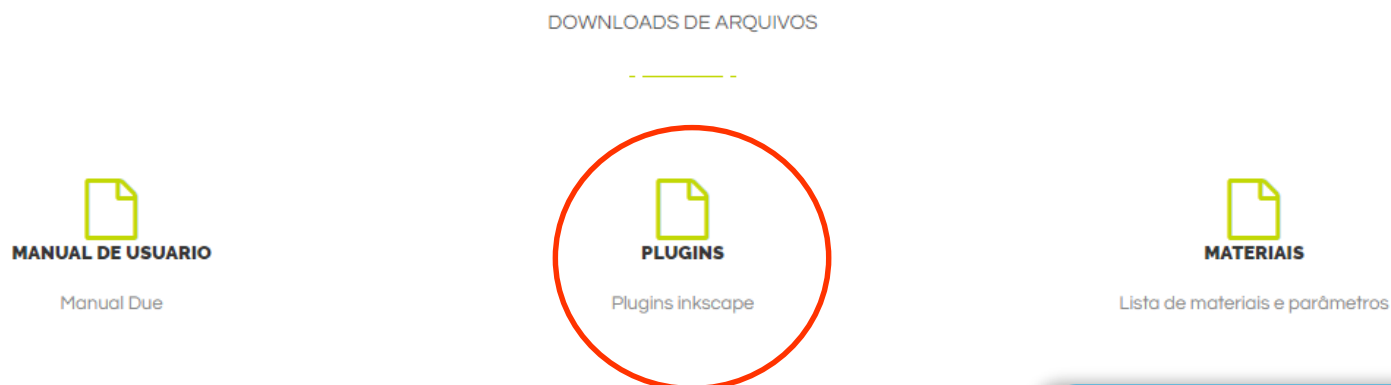 DOWNLOADS DE ARQUIVOS
MANUAL DE USUARIO
Manual Due
PLUGINS
Plugins inkscape
MATERIAIS
Lista de materiais e parâmetros